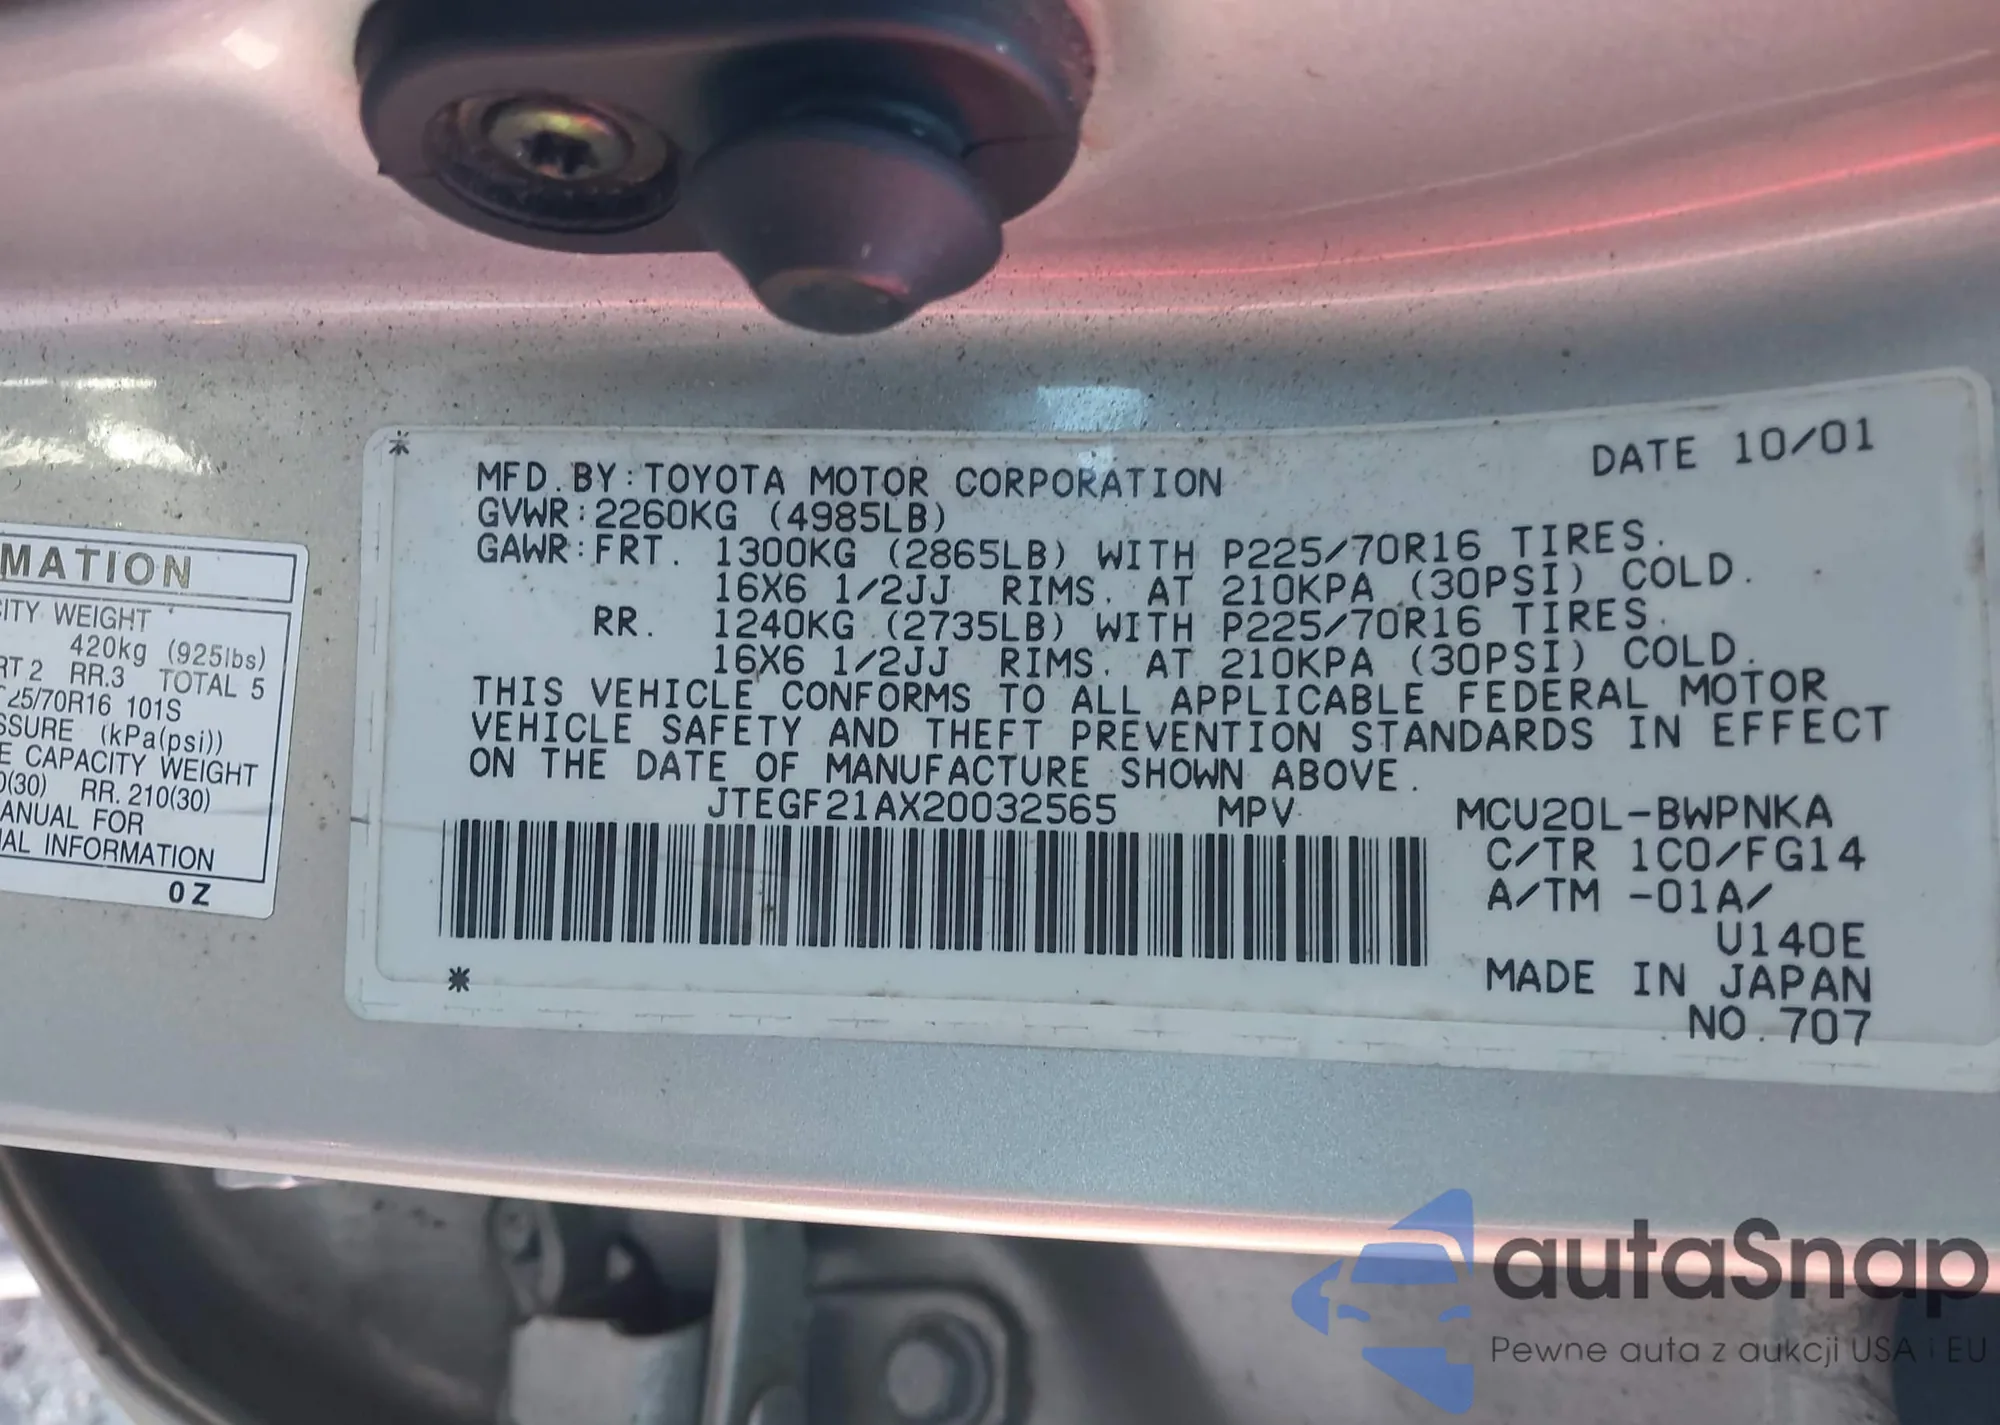 DATE 10/01
MFD.BY:TOYOTA MOTOR CORPORATION
GVWR:2260KG (4985LB)
GAWR:FRT. 1300KG (2865LB) WITH P225/70R16 TIRES.
16X6 1/2JJ RIMS. AT 210KPA (30PSI) COLD.
RR. 1240KG (2735LB) WITH P225/70R16 TIRES.
16X6 1/2JJ RIMS. AT 210KPA (30PSI) COLD.
THIS VEHICLE CONFORMS TO ALL APPLICABLE FEDERAL MOTOR
VEHICLE SAFETY AND THEFT PREVENTION STANDARDS IN EFFECT
ON THE DATE OF MANUFACTURE SHOWN ABOVE.
JTEGF21AX20032565 MPV MCU20L-BWPNKA
C/TR 1C0/FG14
A/TM -01A/
U140E
MADE IN JAPAN
NO.707
MATION
CITY WEIGHT
420kg (925lbs)
RT 2 RR.3 TOTAL 5
25/70R16 101S
SSURE (kPa(psi))
E CAPACITY WEIGHT
0(30) RR. 210(30)
ANUAL FOR
AL INFORMATION
0Z
autaSnap
Pewne auta z aukcji USA i EU